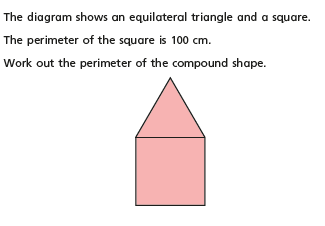 The diagram shows an equilateral triangle and a square.
The perimeter of the square is 100 cm.
Work out the perimeter of the compound shape.